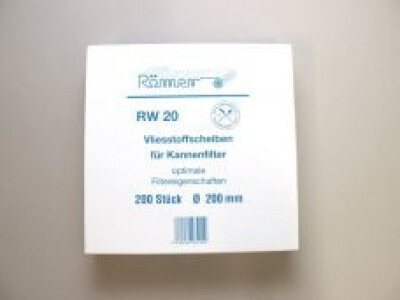 Römer
RW 20
Vliesstoffscheiben
für Kannenfilter
optimale
Filtereigenschaften
200 Stück Ø 200 mm